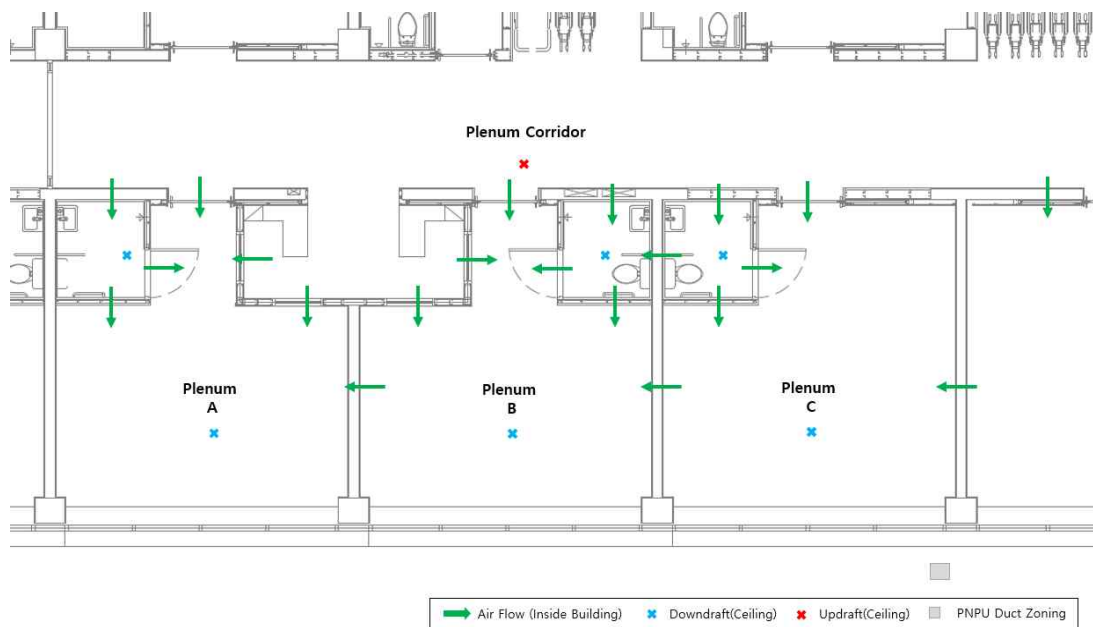 Plenum Corridor
Plenum
A
Plenum
B
Plenum
C
Air Flow (Inside Building)
Downdraft(Ceiling)
Updraft(Ceiling)
PNPU Duct Zoning